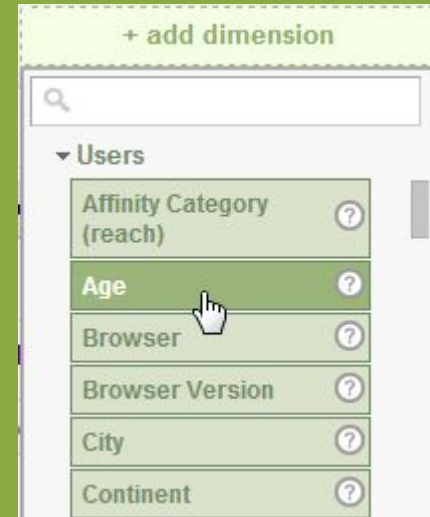 + add dimension
Users
Affinity Category
(reach)
Age
Browser
Browser Version
City
Continent